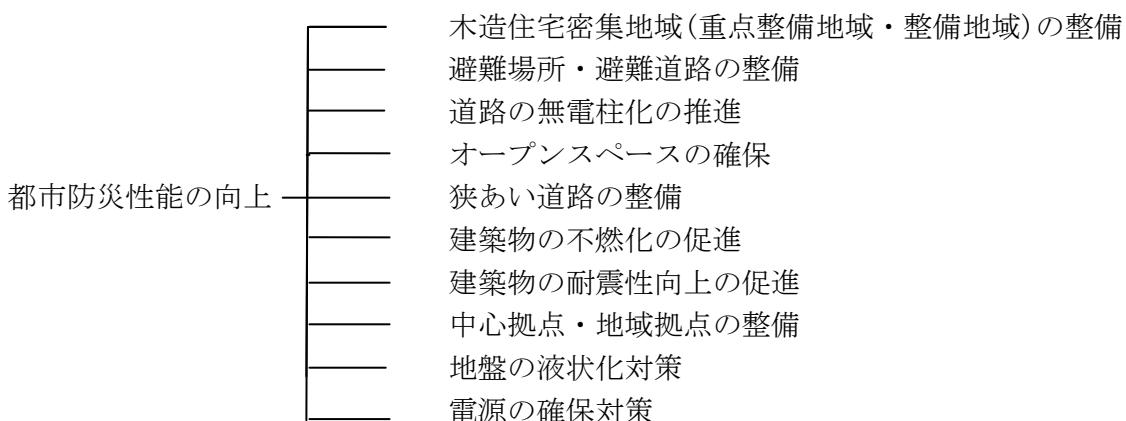 木造住宅密集地域(重点整備地域・整備地域)の整備
避難場所・避難道路の整備
道路の無電柱化の推進
オープンスペースの確保
都市防災性能の向上
狭あい道路の整備
建築物の不燃化の促進
建築物の耐震性向上の促進
中心拠点・地域拠点の整備
地盤の液状化対策
電源の確保対策